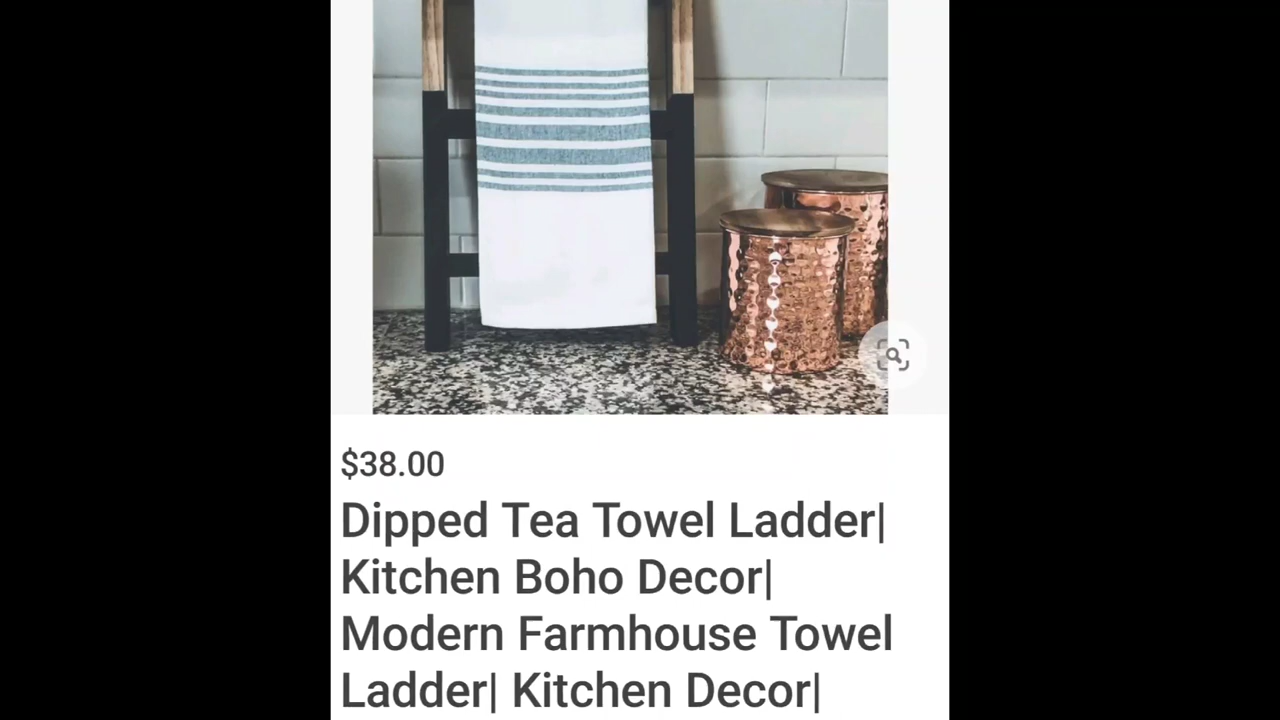 $38.00
Dipped Tea Towel Ladder|
Kitchen Boho Decor|
Modern Farmhouse Towel
Ladder| Kitchen Decor|